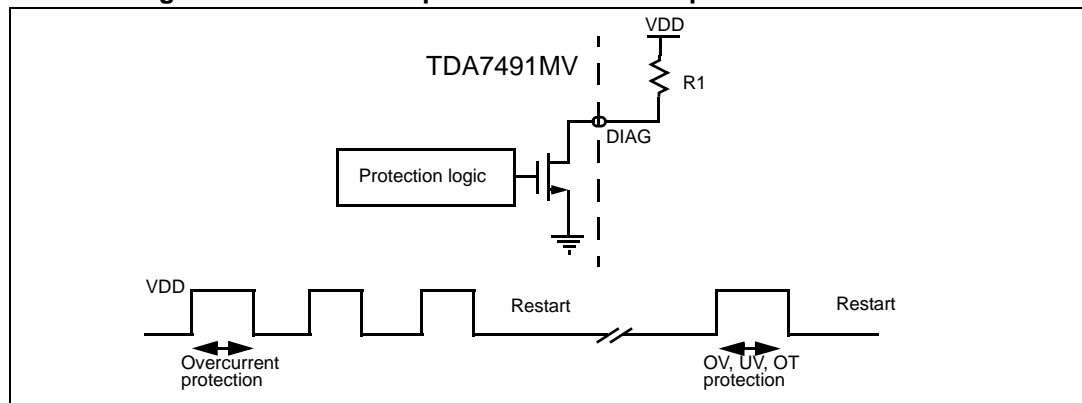 VDD
TDA7491MV
R1
DIAG
Protection logic
VDD
Restart
Restart
Overcurrent
protection
OV, UV, OT
protection